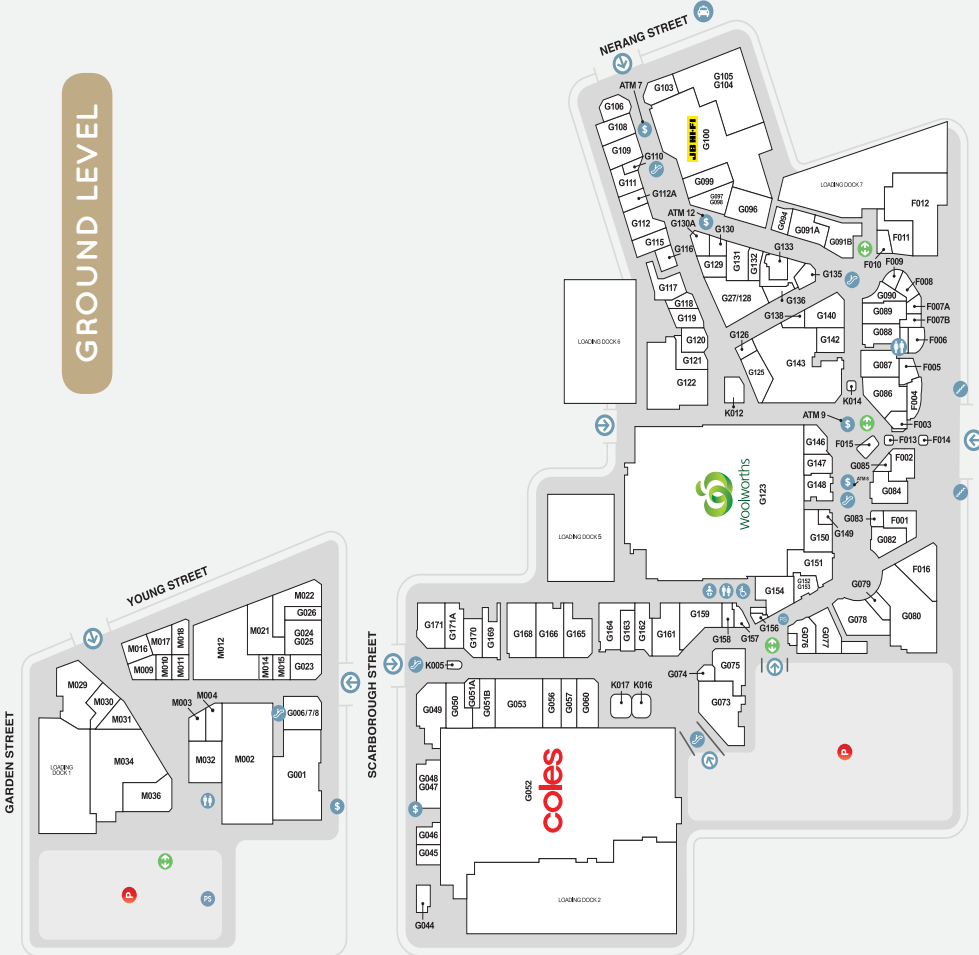 GROUND LEVEL
NERANG STREET
ATM 7
G103
G105
G104
G106
G108
G109
G110
G111
G112A
G112
G115
G116
JB HI-FI
G100
G099
G097
G098
G096
ATM 12
G130A
G130
G129
G131
G132
G133
G135
G136
G27/128
G138
G140
G142
G143
G126
G125
G094
G091A
G091B
LOADING DOCK 7
F012
F011
F010
F009
F008
F007A
F007B
F006
F005
F004
F003
G090
G089
G088
G087
G086
G117
G118
G119
G120
G121
G122
LOADING DOCK 6
K012
K014
ATM 9
F013
F014
F015
F002
G085
G084
ATM 8
G146
G147
G148
G149
G150
G151
G152
G153
G154
Woolworths
G123
G083
F001
G082
F016
G079
G080
G078
G077
G076
LOADING DOCK 5
G156
PS
G157
G158
G159
G161
G162
G163
G164
G165
G166
G168
G169
G170
G171A
G171
K005
G075
G074
G073
K017
K016
G060
G057
G056
G053
G051B
G051A
G050
G049
G048
G047
G046
G045
G044
G052
coles
LOADING DOCK 2
P
SCARBOROUGH STREET
YOUNG STREET
GARDEN STREET
M022
G026
G024
G025
G023
M021
M015
M014
M012
M018
M017
M016
M009
M010
M011
M029
M030
M031
M004
M003
G006/7/8
M032
M002
G001
M034
M036
LOADING
DOCK 1
P
PS